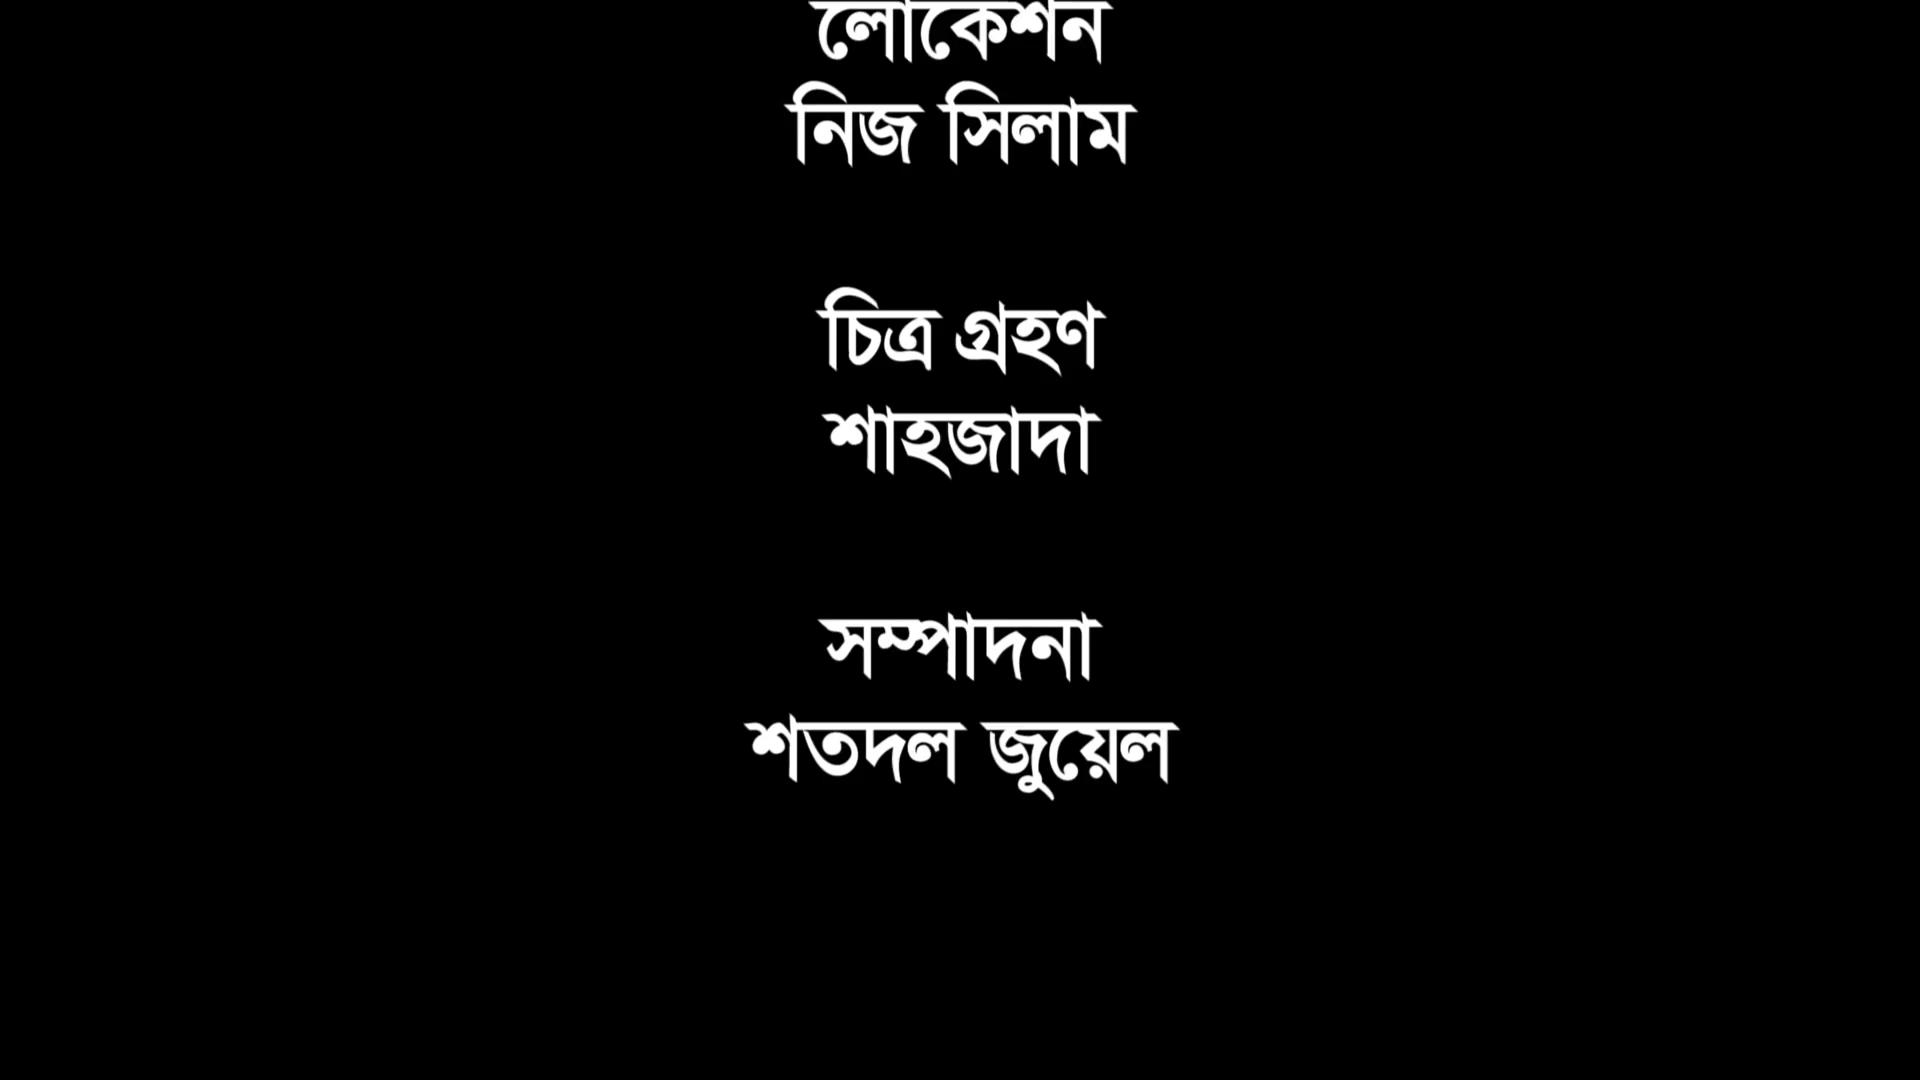 লোকেশন
নিজ সিলাম
চিত্র গ্রহণ
শাহজাদা
সম্পাদনা
শতদল জুয়েল